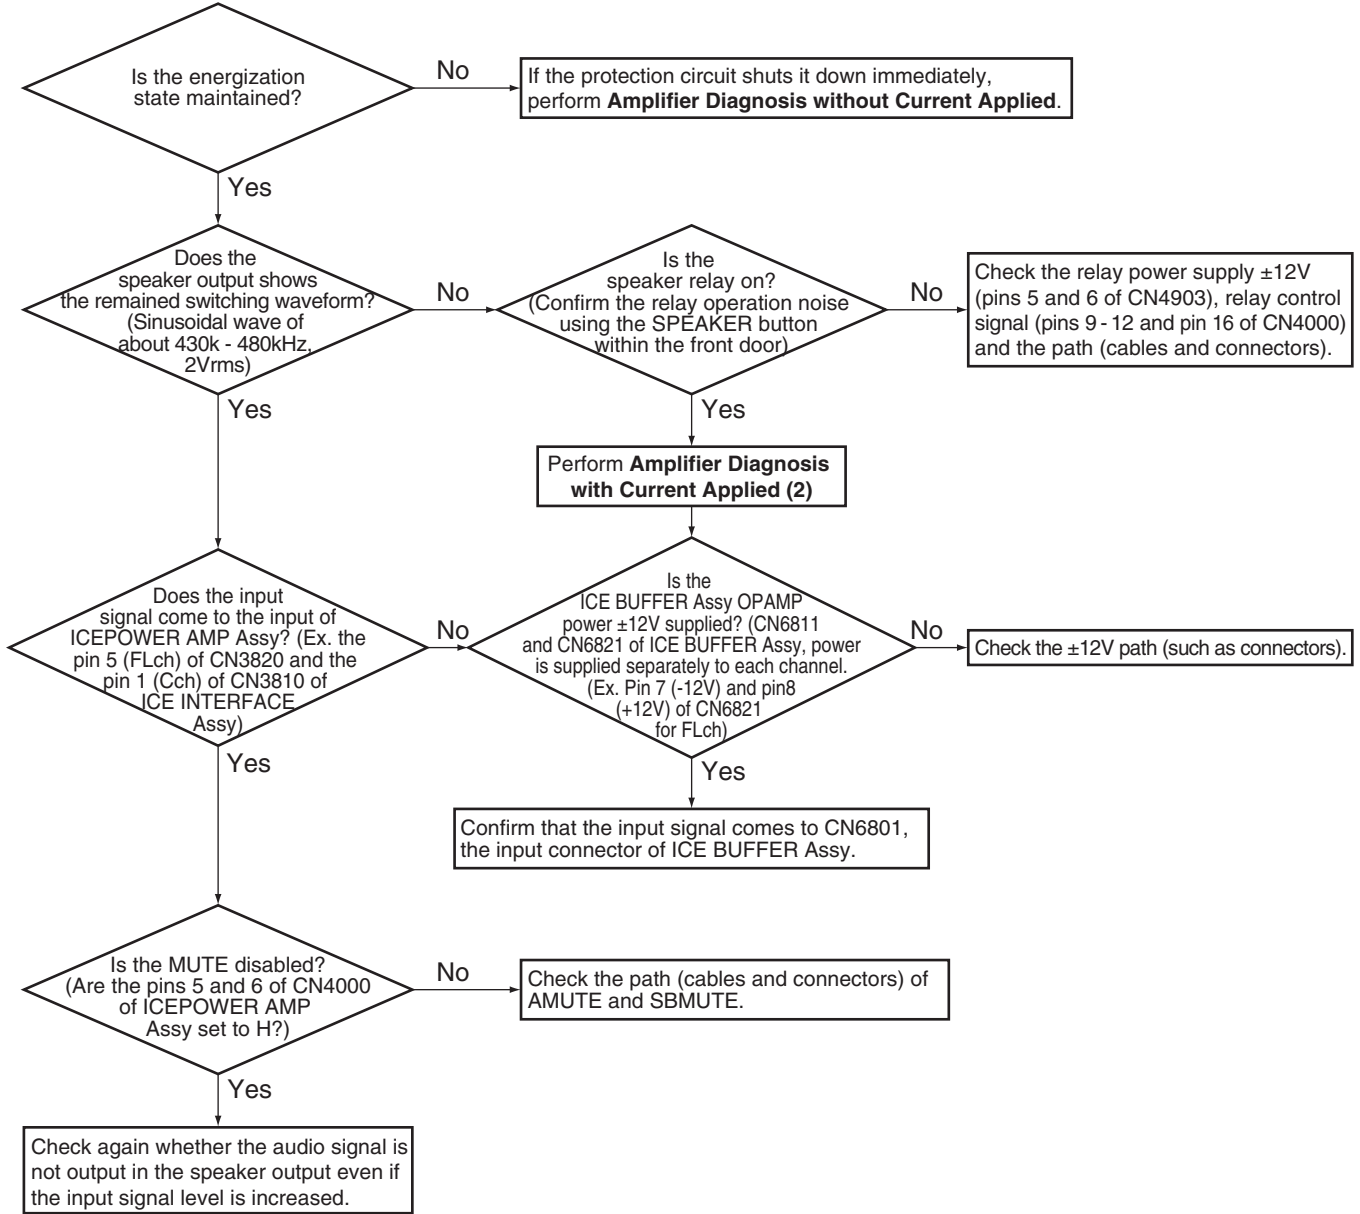 Is the energization
state maintained?
No
If the protection circuit shuts it down immediately,
perform Amplifier Diagnosis without Current Applied.
Yes
Does the
speaker output shows
the remained switching waveform?
(Sinusoidal wave of
about 430k - 480kHz,
2Vrms)
No
Is the
speaker relay on?
(Confirm the relay operation noise
using the SPEAKER button
within the front door)
No
Check the relay power supply ±12V
(pins 5 and 6 of CN4903), relay control
signal (pins 9 - 12 and pin 16 of CN4000)
and the path (cables and connectors).
Yes
Yes
Perform Amplifier Diagnosis
with Current Applied (2)
Does the input
signal come to the input of
ICEPOWER AMP Assy? (Ex. the
pin 5 (FLch) of CN3820 and the
pin 1 (Cch) of CN3810 of
ICE INTERFACE
Assy)
No
Is the
ICE BUFFER Assy OPAMP
power ±12V supplied? (CN6811
and CN6821 of ICE BUFFER Assy, power
is supplied separately to each channel.
(Ex. Pin 7 (-12V) and pin8
(+12V) of CN6821
for FLch)
No
Check the ±12V path (such as connectors).
Yes
Yes
Confirm that the input signal comes to CN6801,
the input connector of ICE BUFFER Assy.
Is the MUTE disabled?
(Are the pins 5 and 6 of CN4000
of ICEPOWER AMP
Assy set to H?)
No
Check the path (cables and connectors) of
AMUTE and SBMUTE.
Yes
Check again whether the audio signal is
not output in the speaker output even if
the input signal level is increased.